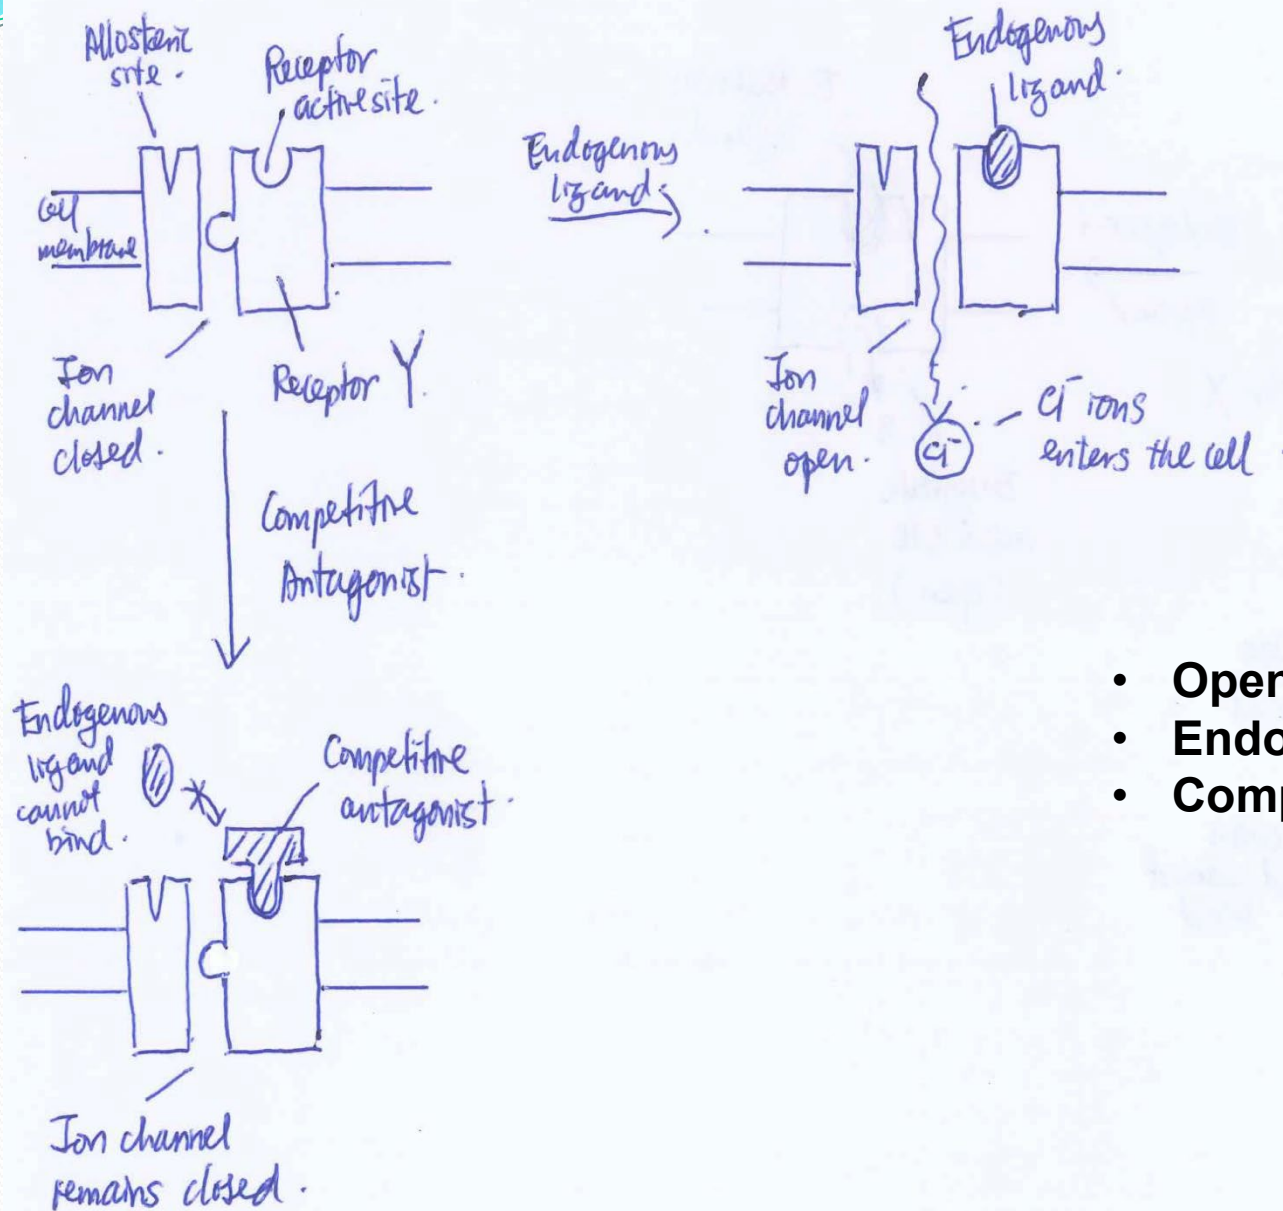 Allosteric
site.
Receptor
active site.
Cell
membrane
Ion
channel
closed.
Receptor Y.
Endogenous
ligand.
Endogenous
ligand.
Ion
channel
open.
Cl⁻
Cl⁻ ions
enters the cell
Competitive
Antagonist.
Endogenous
ligand
cannot
bind.
Competitive
antagonist.
Ion channel
remains closed.
• Open
• Endo
• Comp